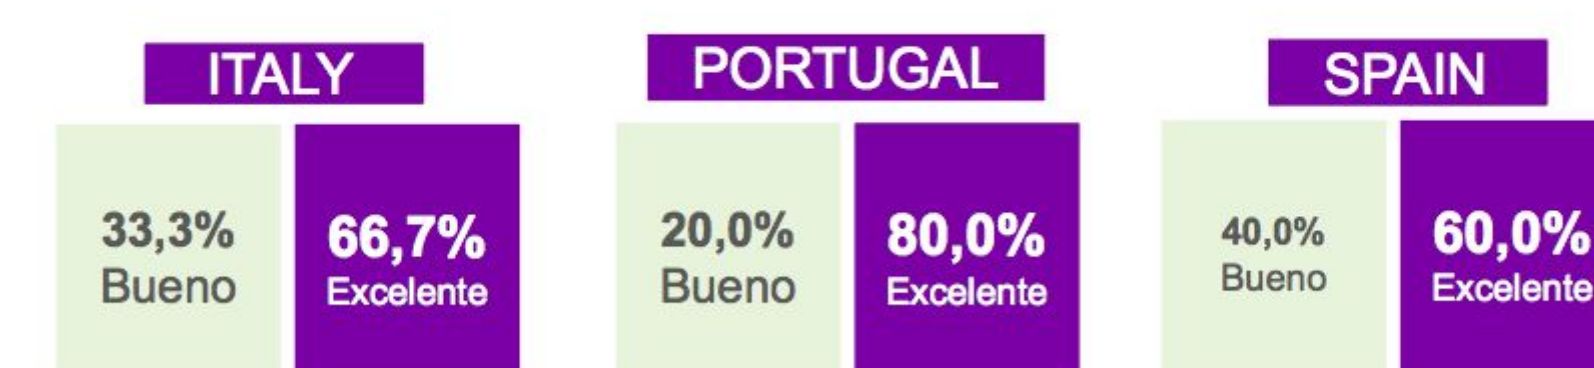 ITALY
33,3%
Bueno
66,7%
Excelente
PORTUGAL
20,0%
Bueno
80,0%
Excelente
SPAIN
40,0%
Bueno
60,0%
Excelente